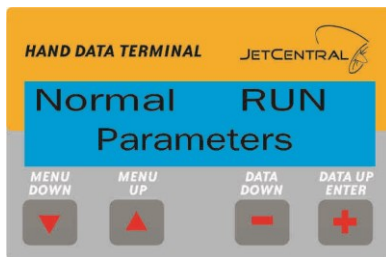 HAND DATA TERMINAL JETCENTRAL
Normal RUN
Parameters
MENU DOWN MENU UP DATA DOWN DATA UP ENTER